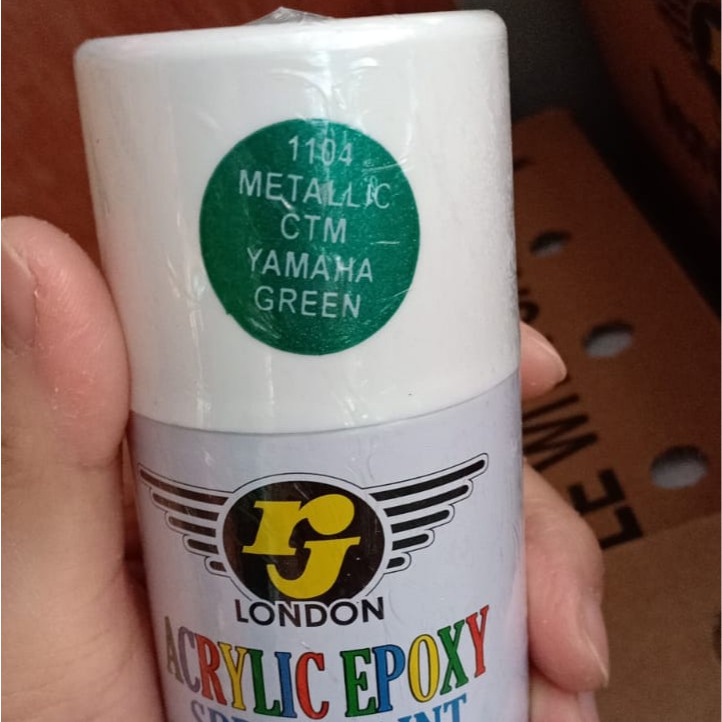 1104
METALLIC
CTM
YAMAHA
GREEN
rj
LONDON
ACRYLIC EPOXY